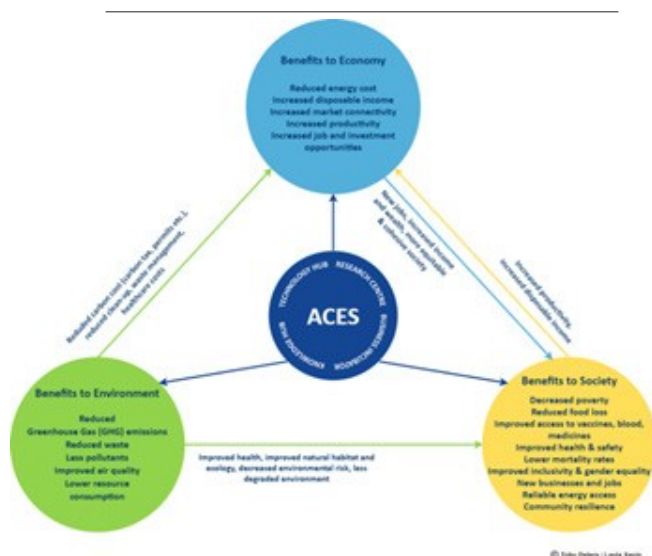 Benefits to Economy
Reduced energy cost
Increased disposable income
Increased market connectivity
Increased productivity
Increased job and investment
opportunities
Reduced carbon cost (carbon tax, permits etc.),
reduced clean-up, waste management,
healthcare costs
New jobs, increased income
and wealth, more equitable
& cohesive society
Increased productivity,
increased disposable income
TECHNOLOGY HUB
RESEARCH CENTRE
KNOWLEDGE HUB
BUSINESS INCUBATOR
ACES
Benefits to Environment
Reduced
Greenhouse Gas (GHG) emissions
Reduced waste
Less pollutants
Improved air quality
Lower resource
consumption
Improved health, improved natural habitat and
ecology, decreased environmental risk, less
degraded environment
Benefits to Society
Decreased poverty
Reduced food loss
Improved access to vaccines, blood,
medicines
Improved health & safety
Lower mortality rates
Improved inclusivity & gender equality
New businesses and jobs
Reliable energy access
Community resilience
© Toby Peters